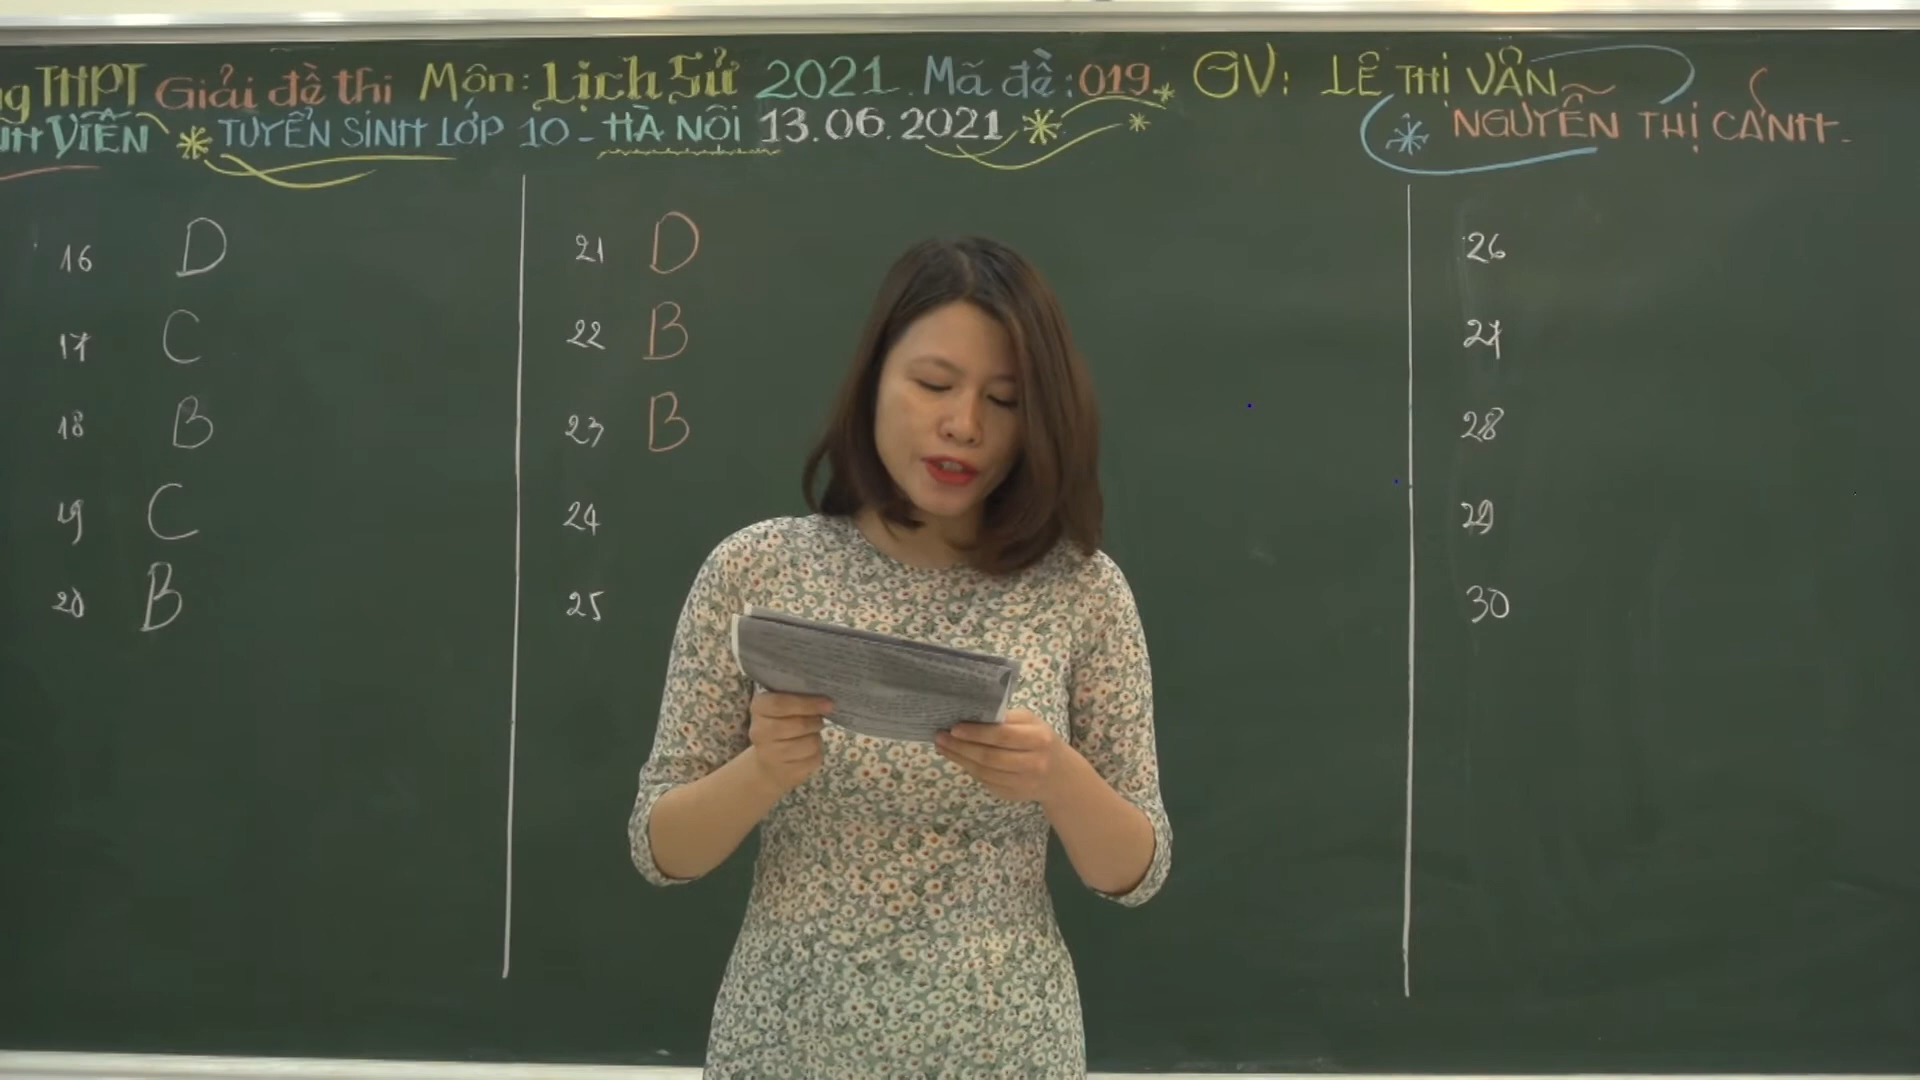 THPT Giải đề thi Môn: Lịch Sử 2021. Mã đề: 019. GV: LÊ THỊ VÂN
VIÊN TUYỂN SINH LỚP 10 - HÀ NỘI 13.06.2021 NGUYỄN THỊ CẢNH
16 D
17 C
18 B
19 C
20 B
21 D
22 B
23 B
24
25
26
27
28
29
30